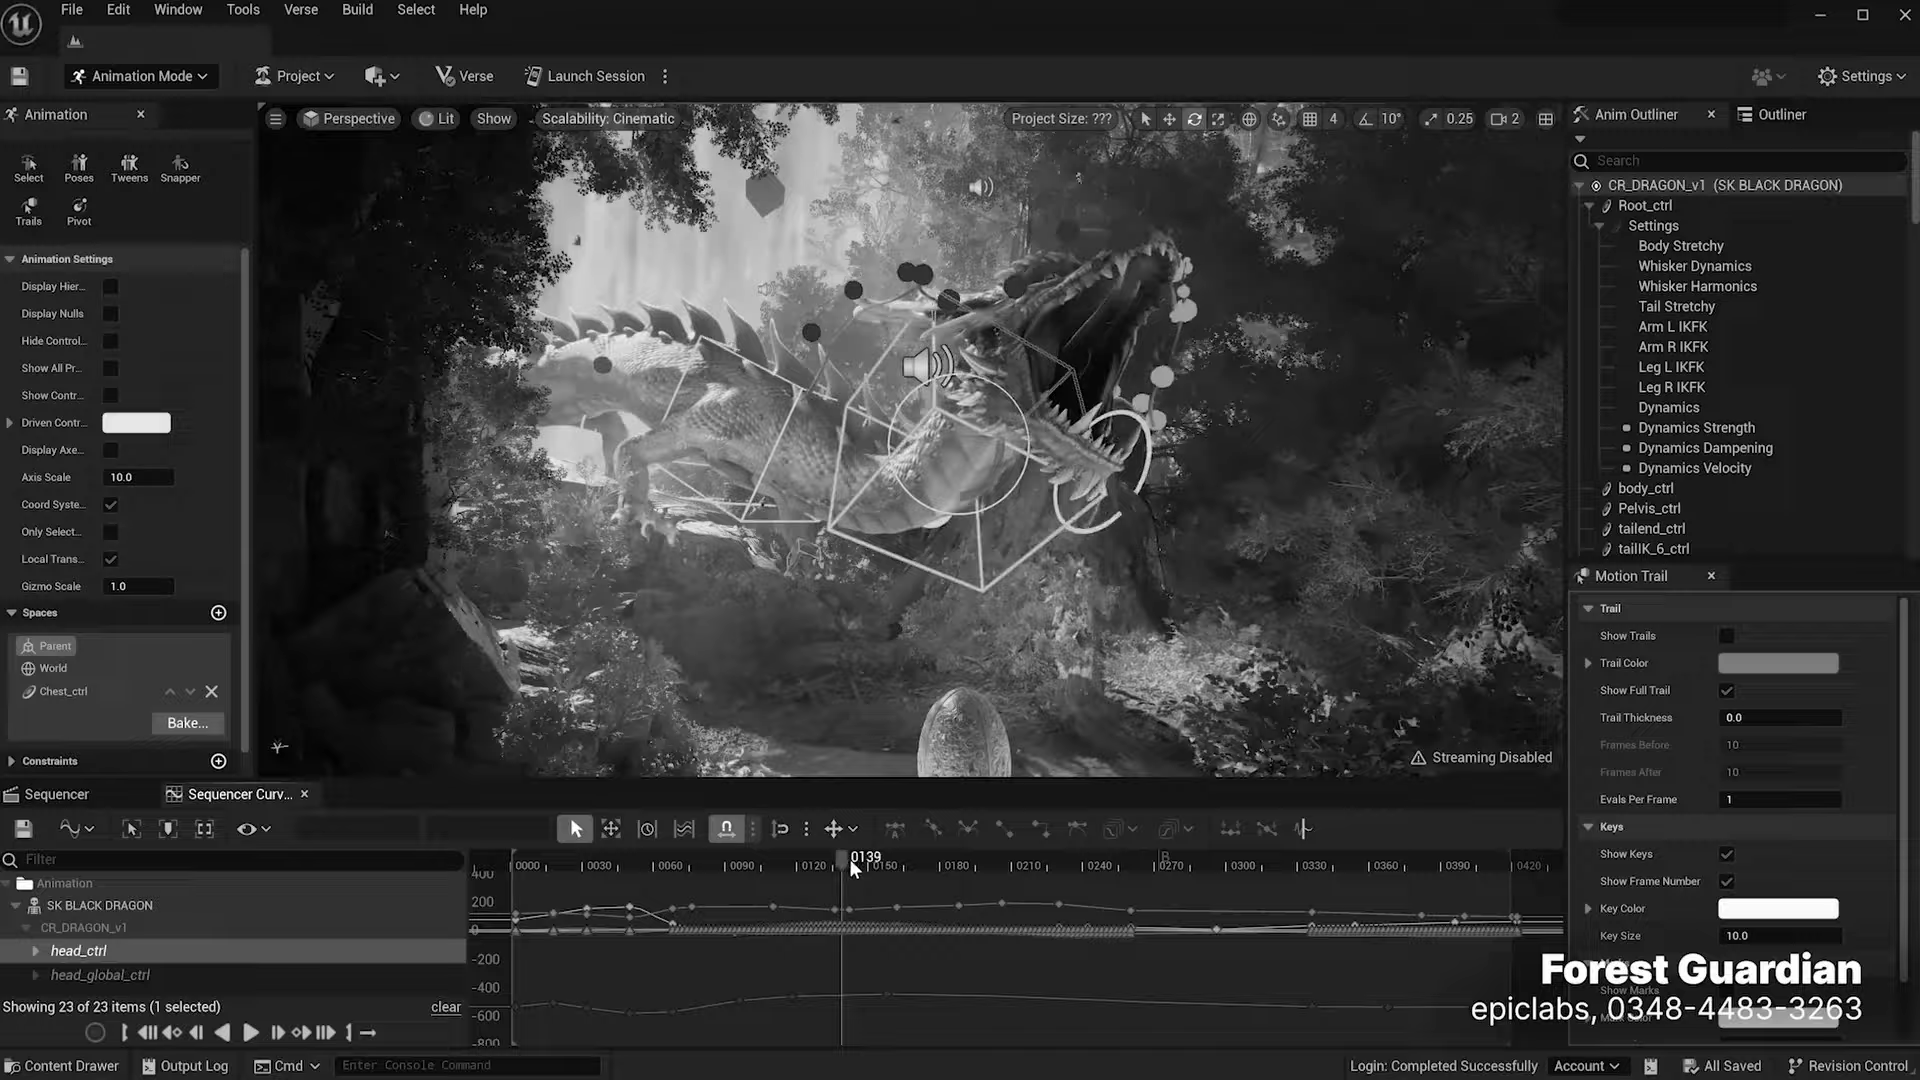 File Edit Window Tools Verse Build Select Help
Animation Mode Project Verse Launch Session Settings
Animation
Select Poses Tweens Snapper
Trails Pivot
Animation Settings
Display Hier...
Display Nulls
Hide Control...
Show All Pr...
Show Contr...
Driven Contr...
Display Axe...
Axis Scale 10.0
Coord Syste...
Only Select...
Local Trans...
Gizmo Scale 1.0
Spaces
Parent
World
Chest_ctrl
Bake...
Constraints
Perspective Lit Show Scalability: Cinematic Project Size: ??? 4 10° 0.25 2
Streaming Disabled
Anim Outliner Outliner
Search
CR_DRAGON_v1 (SK BLACK DRAGON)
Root_ctrl
Settings
Body Stretchy
Whisker Dynamics
Whisker Harmonics
Tail Stretchy
Arm L IKFK
Arm R IKFK
Leg L IKFK
Leg R IKFK
Dynamics
Dynamics Strength
Dynamics Dampening
Dynamics Velocity
body_ctrl
Pelvis_ctrl
tailend_ctrl
tailIK_6_ctrl
Motion Trail
Trail
Show Trails
Trail Color
Show Full Trail
Trail Thickness 0.0
Frames Before 10
Frames After 10
Evals Per Frame 1
Keys
Show Keys
Show Frame Number
Key Color
Key Size 10.0
Show Marks
Sequencer Sequencer Curv...
Filter
Animation
SK BLACK DRAGON
CR_DRAGON_v1
head_ctrl
head_global_ctrl
Showing 23 of 23 items (1 selected) clear
0139
0000 0030 0060 0090 0120 0150 0180 0210 0240 0270 0300 0330 0360 0390 0420
400
200
0
-200
-400
-600
-800
Forest Guardian
epiclabs, 0348-4483-3263
Content Drawer Output Log Cmd Enter Console Command Login: Completed Successfully Account All Saved Revision Control